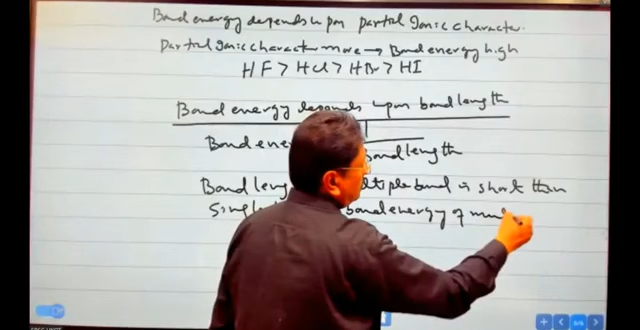 Bond energy depends upon partial Ionic character.
Partial Ionic character more → Bond energy high
HF > HCl > HBr > HI
Bond energy depends upon bond length
Bond ene bond length
Bond leng multiple bond is short than
Sing bond energy of mul